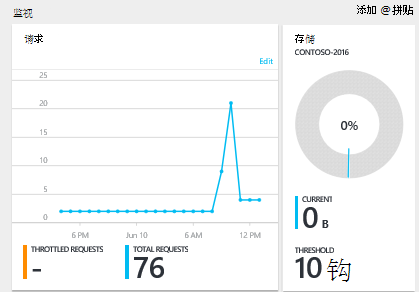 监视
添加 @拼贴
请求
Edit
25
20
15
10
5
0
6 PM
Jun 10
6 AM
12 PM
THROTTLED REQUESTS
-
TOTAL REQUESTS
76
存储
CONTOSO-2016
0%
CURRENT
0 B
THRESHOLD
10 钩